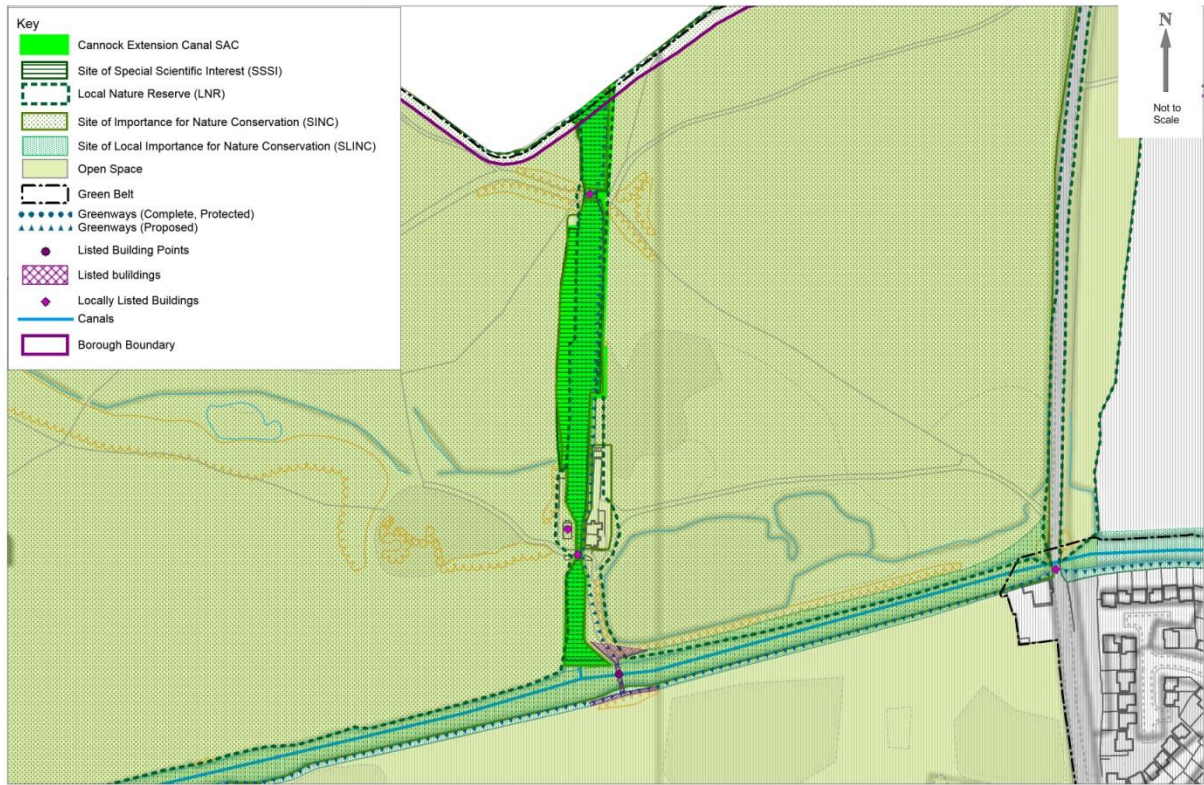 Key
Cannock Extension Canal SAC
Site of Special Scientific Interest (SSSI)
Local Nature Reserve (LNR)
Site of Importance for Nature Conservation (SINC)
Site of Local Importance for Nature Conservation (SLINC)
Open Space
Green Belt
Greenways (Complete, Protected)
Greenways (Proposed)
Listed Building Points
Listed bulildings
Locally Listed Buildings
Canals
Borough Boundary
N
Not to
Scale